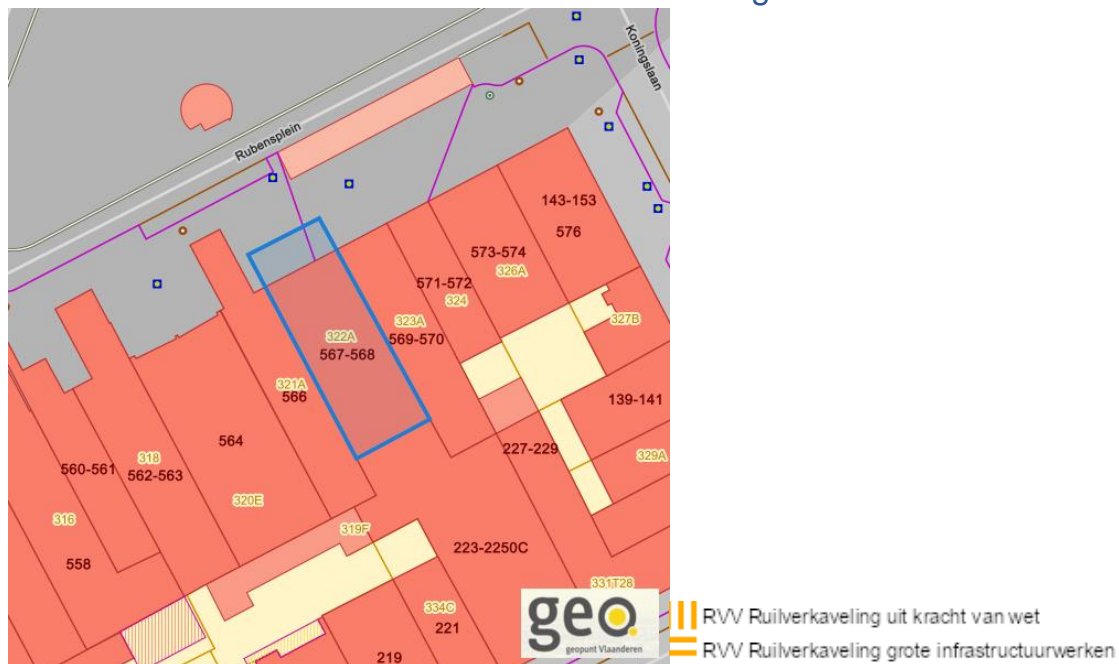 Koningslaan
Rubensplein
143-153
576
573-574
326A
571-572
324
327B
323A
569-570
322A
567-568
321A
566
139-141
564
227-229
329A
318
560-561
562-563
320E
316
319F
223-2250C
558
331T28
334C
221
219
geo
geopunt Vlaanderen
RVV Ruilverkaveling uit kracht van wet
RVV Ruilverkaveling grote infrastructuurwerken